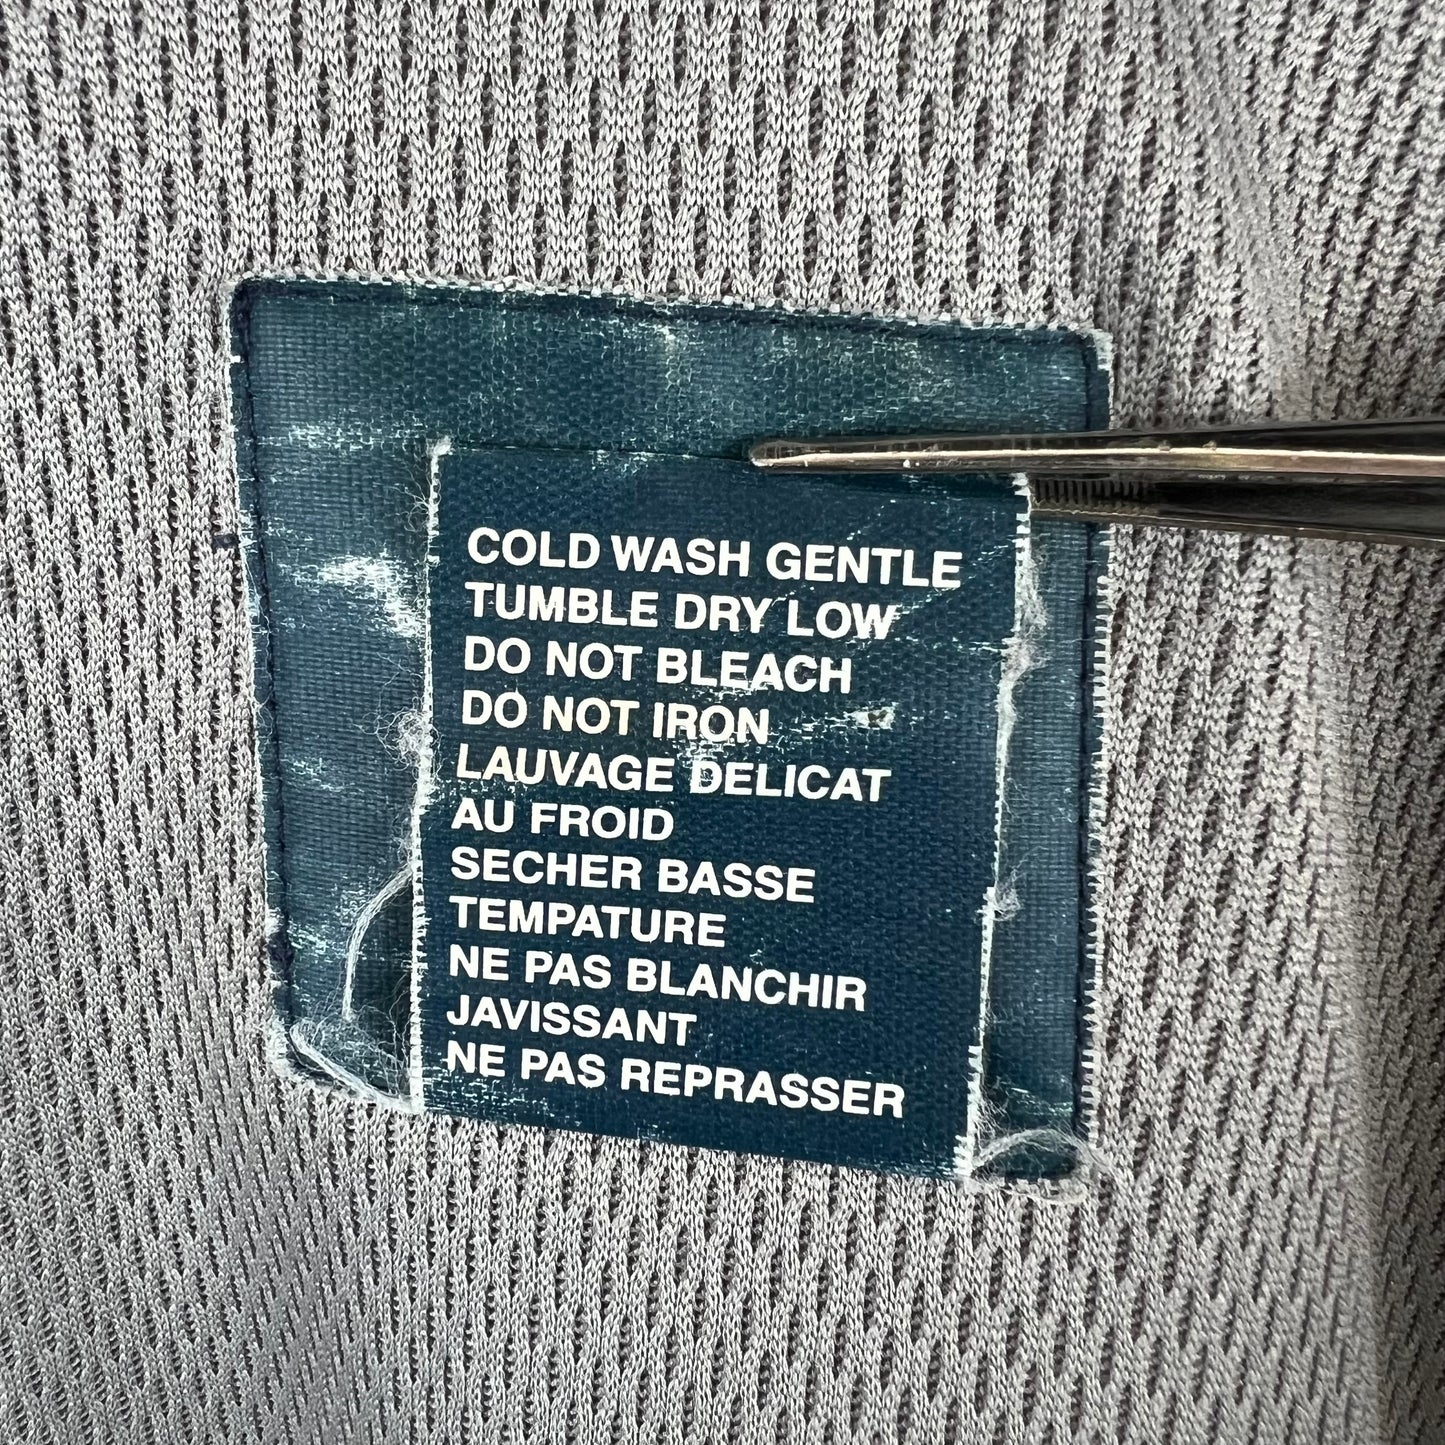 COLD WASH GENTLE
TUMBLE DRY LOW
DO NOT BLEACH
DO NOT IRON
LAUVAGE DELICAT
AU FROID
SECHER BASSE
TEMPATURE
NE PAS BLANCHIR
JAVISSANT
NE PAS REPRASSER